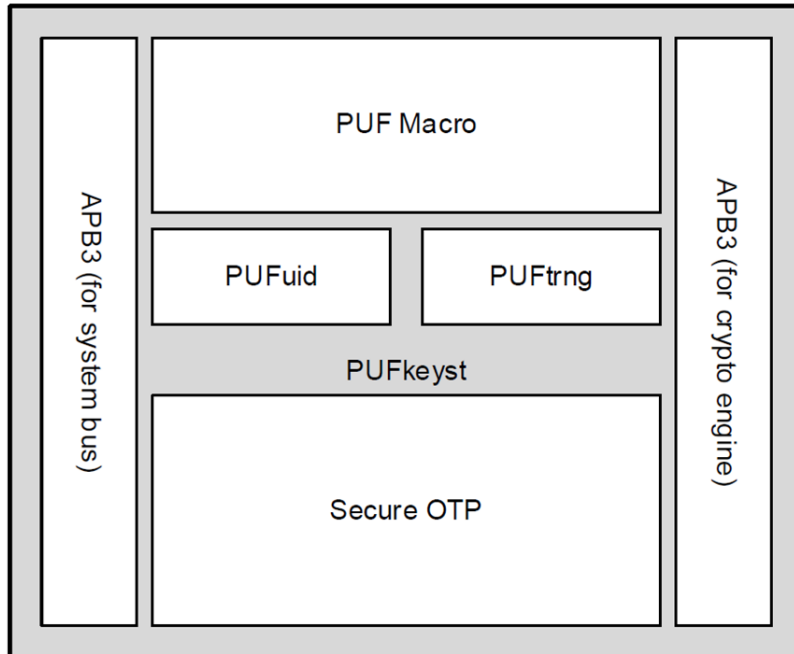 PUF Macro
APB3 (for system bus)
APB3 (for crypto engine)
PUFuid
PUFtrng
PUFkeyst
Secure OTP